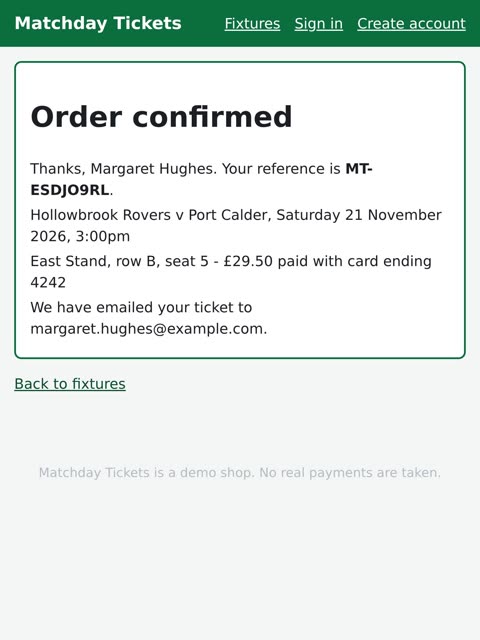 Matchday Tickets
Fixtures Sign in Create account
Order confirmed
Thanks, Margaret Hughes. Your reference is MT-
ESDJO9RL.
Hollowbrook Rovers v Port Calder, Saturday 21 November
2026, 3:00pm
East Stand, row B, seat 5 - £29.50 paid with card ending
4242
We have emailed your ticket to
margaret.hughes@example.com.
Back to fixtures
Matchday Tickets is a demo shop. No real payments are taken.